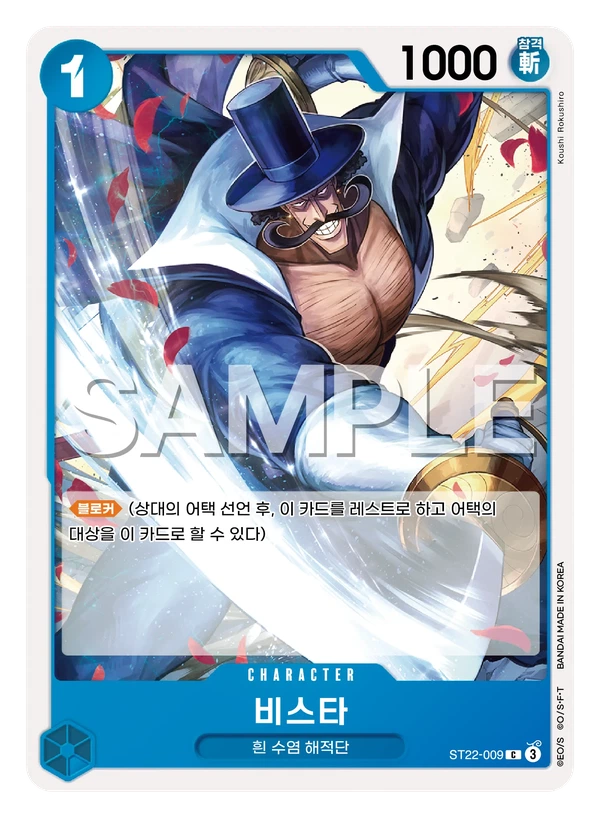 1
1000
참격
斬
Koushi Rokushiro
SAMPLE
블로커 (상대의 어택 선언 후, 이 카드를 레스트로 하고 어택의
대상을 이 카드로 할 수 있다)
CHARACTER
비스타
흰 수염 해적단
ST22-009 C 3
©EO/S ©O/S·F·T BANDAI MADE IN KOREA